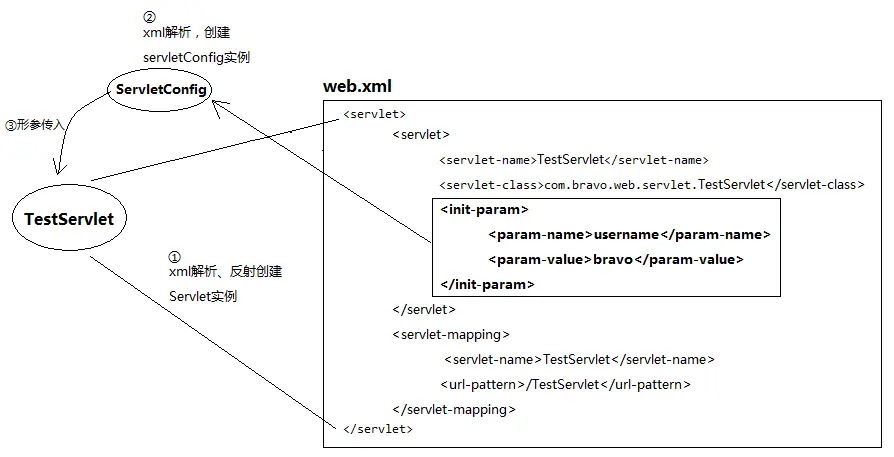 ②
xml解析，创建
servletConfig实例
ServletConfig
③形参传入
TestServlet
①
xml解析、反射创建
Servlet实例
web.xml
<servlet>
<servlet>
<servlet-name>TestServlet</servlet-name>
<servlet-class>com.bravo.web.servlet.TestServlet</servlet-class>
<init-param>
<param-name>username</param-name>
<param-value>bravo</param-value>
</init-param>
</servlet>
<servlet-mapping>
<servlet-name>TestServlet</servlet-name>
<url-pattern>/TestServlet</url-pattern>
</servlet-mapping>
</servlet>